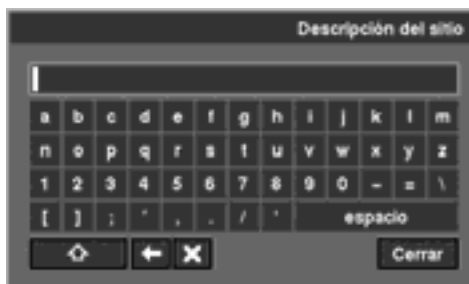 Descripción del sitio
a b c d e f g h i j k l m
n o p q r s t u v w x y z
1 2 3 4 5 6 7 8 9 0 - = \
[ ] ; , . / espacio
Cerrar